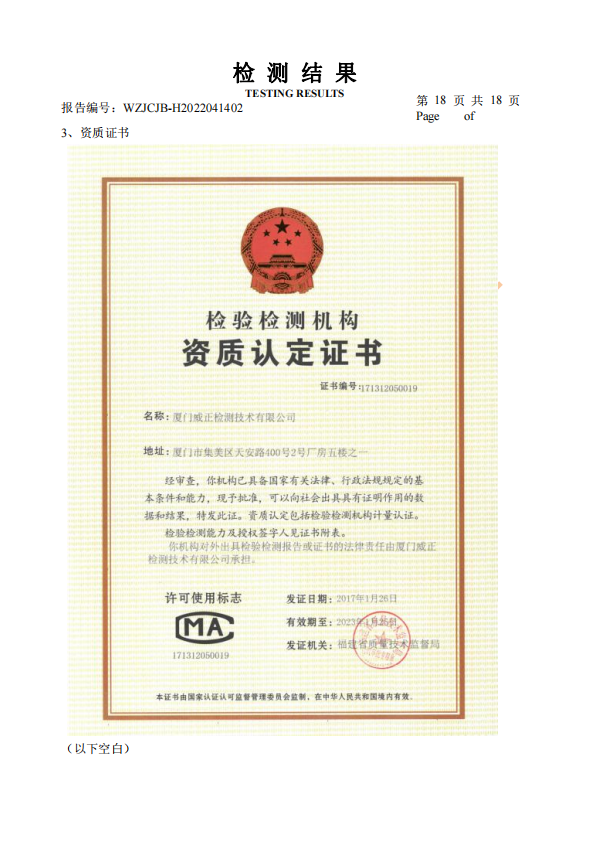 检 测 结 果
TESTING RESULTS
报告编号：WZJCJB-H2022041402
第 18 页 共 18 页
Page of
3、资质证书
检验检测机构
资质认定证书
证书编号:171312050019
名称：厦门威正检测技术有限公司
地址：厦门市集美区天安路400号2号厂房五楼之一
经审查，你机构已具备国家有关法律、行政法规规定的基
本条件和能力，现予批准，可以向社会出具具有证明作用的数
据和结果，特发此证。资质认定包括检验检测机构计量认证。
检验检测能力及授权签字人见证书附表。
你机构对外出具检验检测报告或证书的法律责任由厦门威正
检测技术有限公司承担。
许可使用标志
MA
171312050019
发证日期：2017年1月26日
有效期至：2023年1月25日
发证机关：福建省质量技术监督局
本证书由国家认证认可监督管理委员会监制，在中华人民共和国境内有效。
（以下空白）